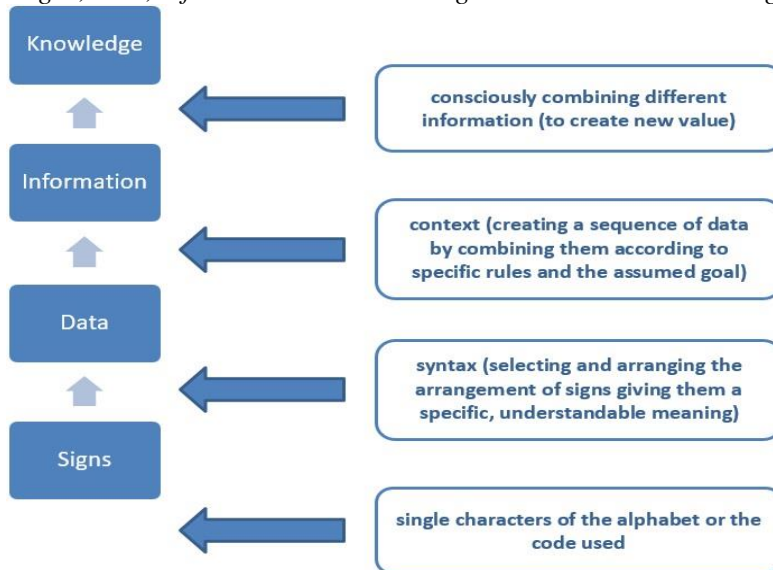 Knowledge
consciously combining different
information (to create new value)
Information
context (creating a sequence of data
by combining them according to
specific rules and the assumed goal)
Data
syntax (selecting and arranging the
arrangement of signs giving them a
specific, understandable meaning)
Signs
single characters of the alphabet or the
code used